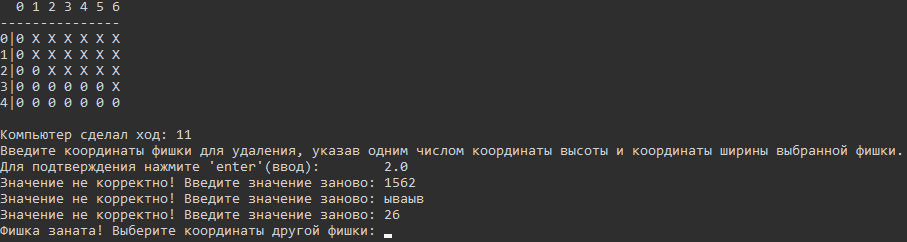 0 1 2 3 4 5 6
---------------
0|0 X X X X X X
1|0 X X X X X X
2|0 0 X X X X X
3|0 0 0 0 0 0 X
4|0 0 0 0 0 0 0
Компьютер сделал ход: 11
Введите координаты фишки для удаления, указав одним числом координаты высоты и координаты ширины выбранной фишки.
Для подтверждения нажмите 'enter'(ввод):        2.0
Значение не корректно! Введите значение заново: 1562
Значение не корректно! Введите значение заново: ываыв
Значение не корректно! Введите значение заново: 26
Фишка заната! Выберите координаты другой фишки: